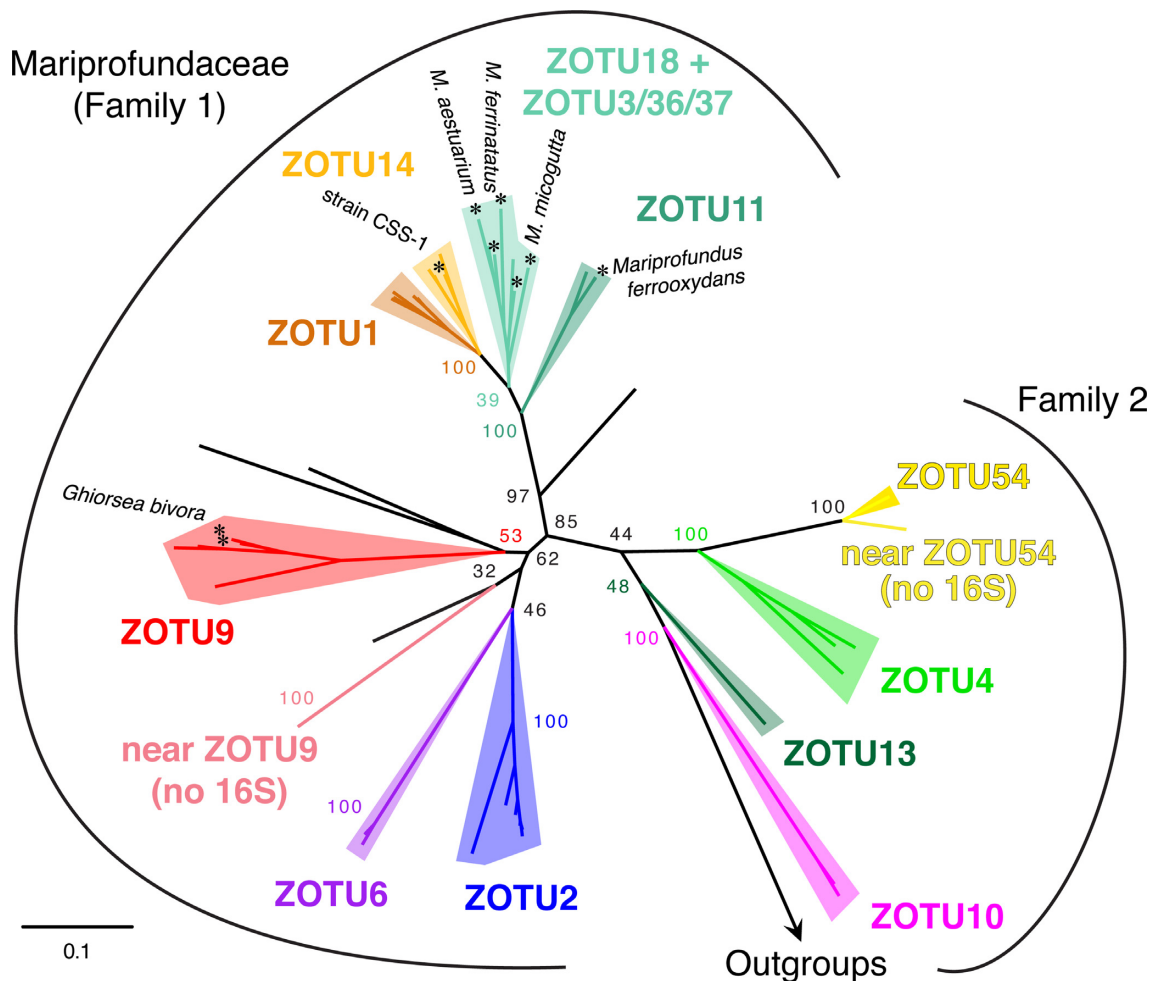 Mariprofundaceae
(Family 1)
ZOTU18 +
ZOTU3/36/37
M. aestuarium
M. ferrinatatus
M. micogutta
ZOTU14
strain CSS-1
ZOTU11
Mariprofundus
ferrooxydans
*
*
*
*
*
*
*
ZOTU1
100
39
100
Family 2
Ghiorsea bivora
*
*
97
85
53
62
32
46
44
100
100
ZOTU54
near ZOTU54
(no 16S)
48
100
ZOTU9
ZOTU4
100
near ZOTU9
(no 16S)
100
ZOTU13
100
ZOTU6
ZOTU2
ZOTU10
0.1
Outgroups